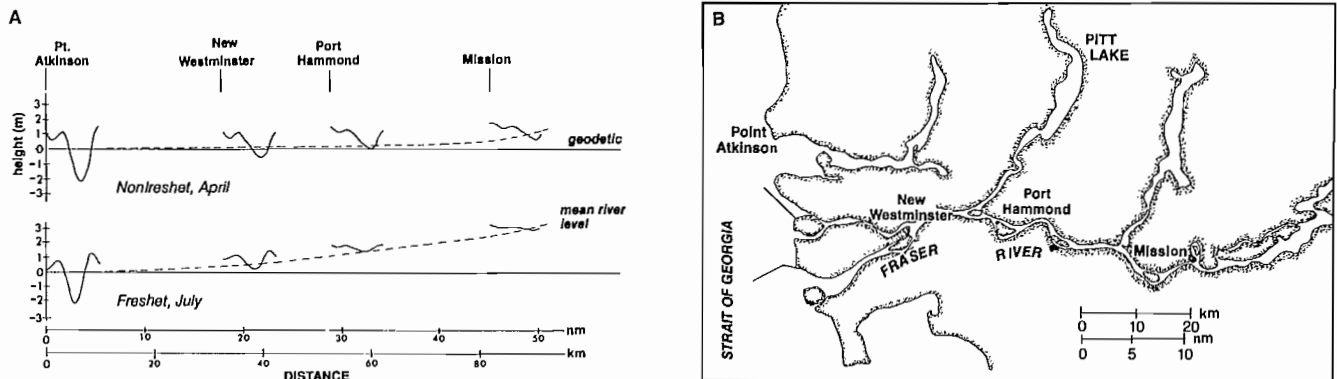 A
Pt.
Atkinson
New
Westminster
Port
Hammond
Mission
height (m)
3
2
1
0
-1
-2
-3
geodetic
Nonfreshet, April
mean river
level
3
2
1
0
-1
-2
-3
Freshet, July
0 10 20 30 40 50 nm
0 20 40 60 80 km
DISTANCE
B
PITT
LAKE
Point
Atkinson
New
Westminster
Port
Hammond
FRASER
RIVER
Mission
STRAIT OF GEORGIA
0 10 20 km
0 5 10 nm